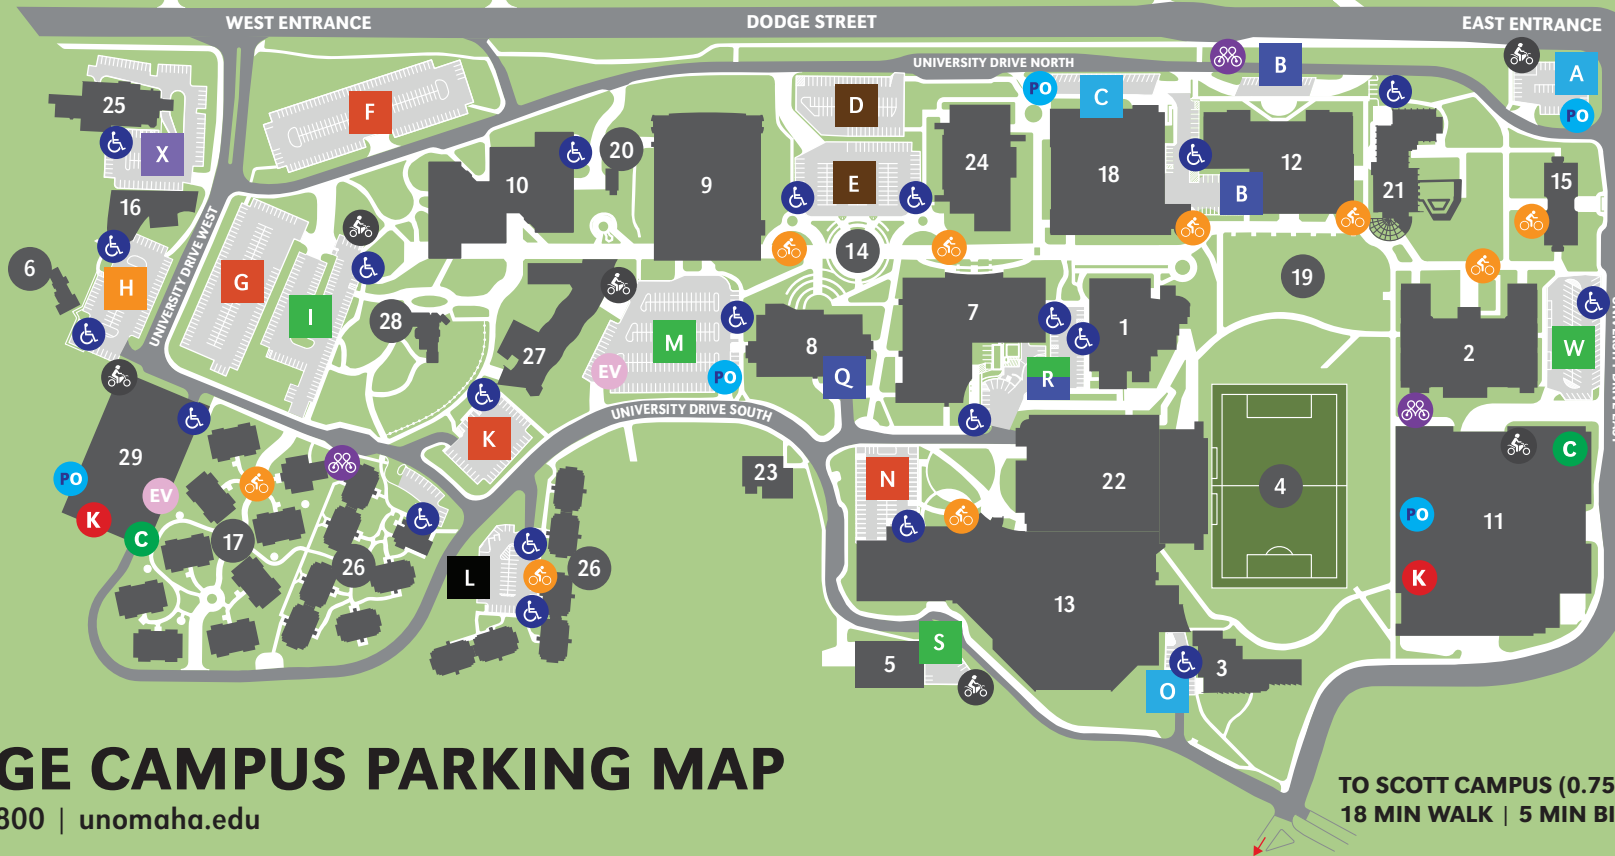 WEST ENTRANCE
DODGE STREET
EAST ENTRANCE
UNIVERSITY DRIVE NORTH
B
A
PO
C
PO
25
F
D
X
20
10
9
E
24
18
12
B
21
15
16
UNIVERSITY DRIVE WEST
6
H
G
I
14
19
28
27
M
EV
PO
8
Q
7
R
1
2
W
UNIVERSITY DRIVE SOUTH
K
29
PO
EV
K
C
17
26
L
26
23
N
22
4
C
PO
11
K
13
5
S
O
3
GE CAMPUS PARKING MAP
800 | unomaha.edu
TO SCOTT CAMPUS (0.75
18 MIN WALK | 5 MIN BI